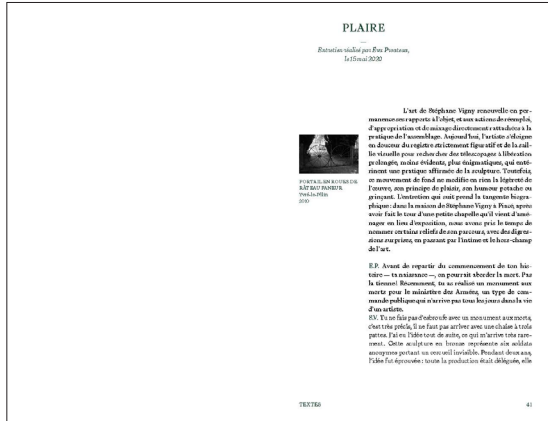 PLAIRE
—
Entretien réalisé par Éva Prouteau,
le 15 mai 2020
L'art de Stéphane Vigny renouvelle en per-
manence ses rapports à l'objet, et aux actions de réemploi,
d'appropriation et de mixage directement rattachées à la
pratique de l'assemblage. Aujourd'hui, l'artiste s'éloigne
en douceur du registre strictement figuratif et de la sail-
lie visuelle pour rechercher des télescopages à libération
prolongée, moins évidents, plus énigmatiques, qui enté-
rinent une pratique affirmée de la sculpture. Toutefois,
ce mouvement de fond ne modifie en rien la légèreté de
l'œuvre, son principe de plaisir, son humour potache ou
grinçant. L'entretien qui suit prend la tangente biogra-
phique : dans la maison de Stéphane Vigny à Piacé, après
avoir fait le tour d'une petite chapelle qu'il vient d'amé-
nager en lieu d'exposition, nous avons pris le temps de
nommer certains reliefs de son parcours, avec des digres-
sions surprises, en passant par l'intime et le hors-champ
de l'art.
PORTAIL EN ROUES DE
BATEAU FANEUR
2010
E.P. Avant de repartir du commencement de ton his-
toire — ta naissance —, on pourrait aborder la mort. Pas
la tienne! Récemment, tu as réalisé un monument aux
morts pour le ministère des Armées, un type de com-
mande publique qui n'arrive pas tous les jours dans la vie
d'un artiste.
S.V. Tu ne fais pas d'esbroufe avec un monument aux morts,
c'est très précis, il ne faut pas arriver avec une chaise à trois
pattes. J'ai eu l'idée tout de suite, ce qui m'arrive très rare-
ment. Cette sculpture en bronze représente six soldats
anonymes portant un cercueil invisible. Pendant deux ans,
l'idée fut éprouvée : toute la production était déléguée, elle
TEXTES
41